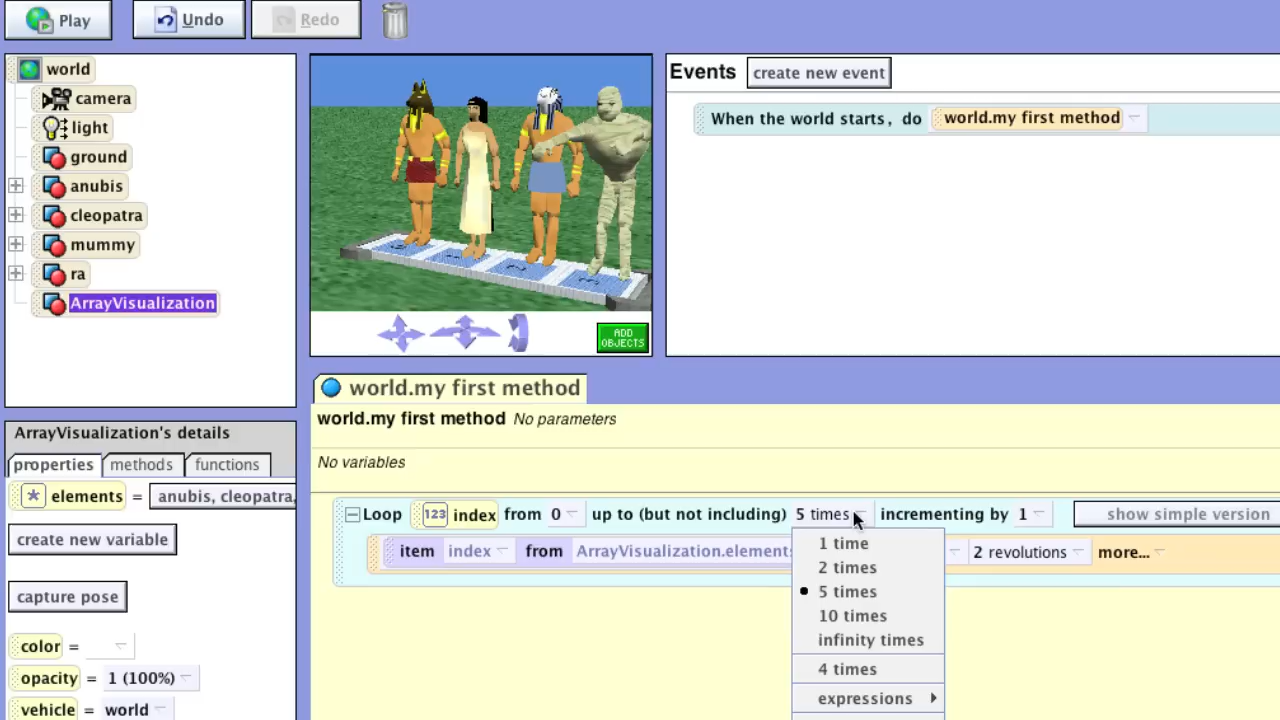 Play
Undo
Redo
world
camera
light
ground
anubis
cleopatra
mummy
ra
ArrayVisualization
ADD
OBJECTS
Events
create new event
When the world starts, do world.my first method
ArrayVisualization's details
properties methods functions
elements = anubis, cleopatra,
create new variable
capture pose
color =
opacity = 1 (100%)
vehicle = world
world.my first method
world.my first method No parameters
No variables
Loop 123 index from 0 up to (but not including) 5 times incrementing by 1 show simple version
item index from ArrayVisualization.elements 2 revolutions more...
1 time
2 times
5 times
10 times
infinity times
4 times
expressions